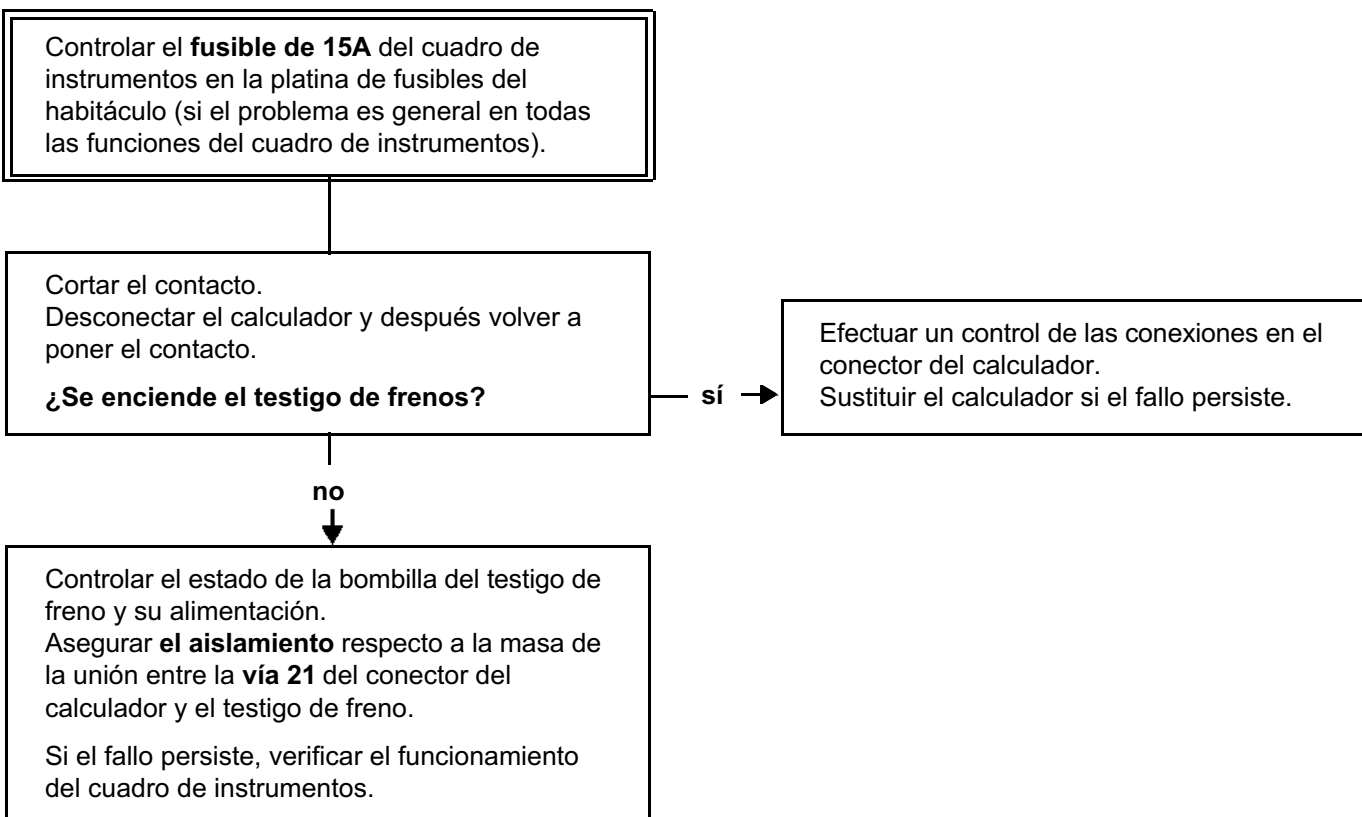 Controlar el fusible de 15A del cuadro de
instrumentos en la platina de fusibles del
habitáculo (si el problema es general en todas
las funciones del cuadro de instrumentos).
Cortar el contacto.
Desconectar el calculador y después volver a
poner el contacto.
¿Se enciende el testigo de frenos?
sí
Efectuar un control de las conexiones en el
conector del calculador.
Sustituir el calculador si el fallo persiste.
no
Controlar el estado de la bombilla del testigo de
freno y su alimentación.
Asegurar el aislamiento respecto a la masa de
la unión entre la vía 21 del conector del
calculador y el testigo de freno.
Si el fallo persiste, verificar el funcionamiento
del cuadro de instrumentos.